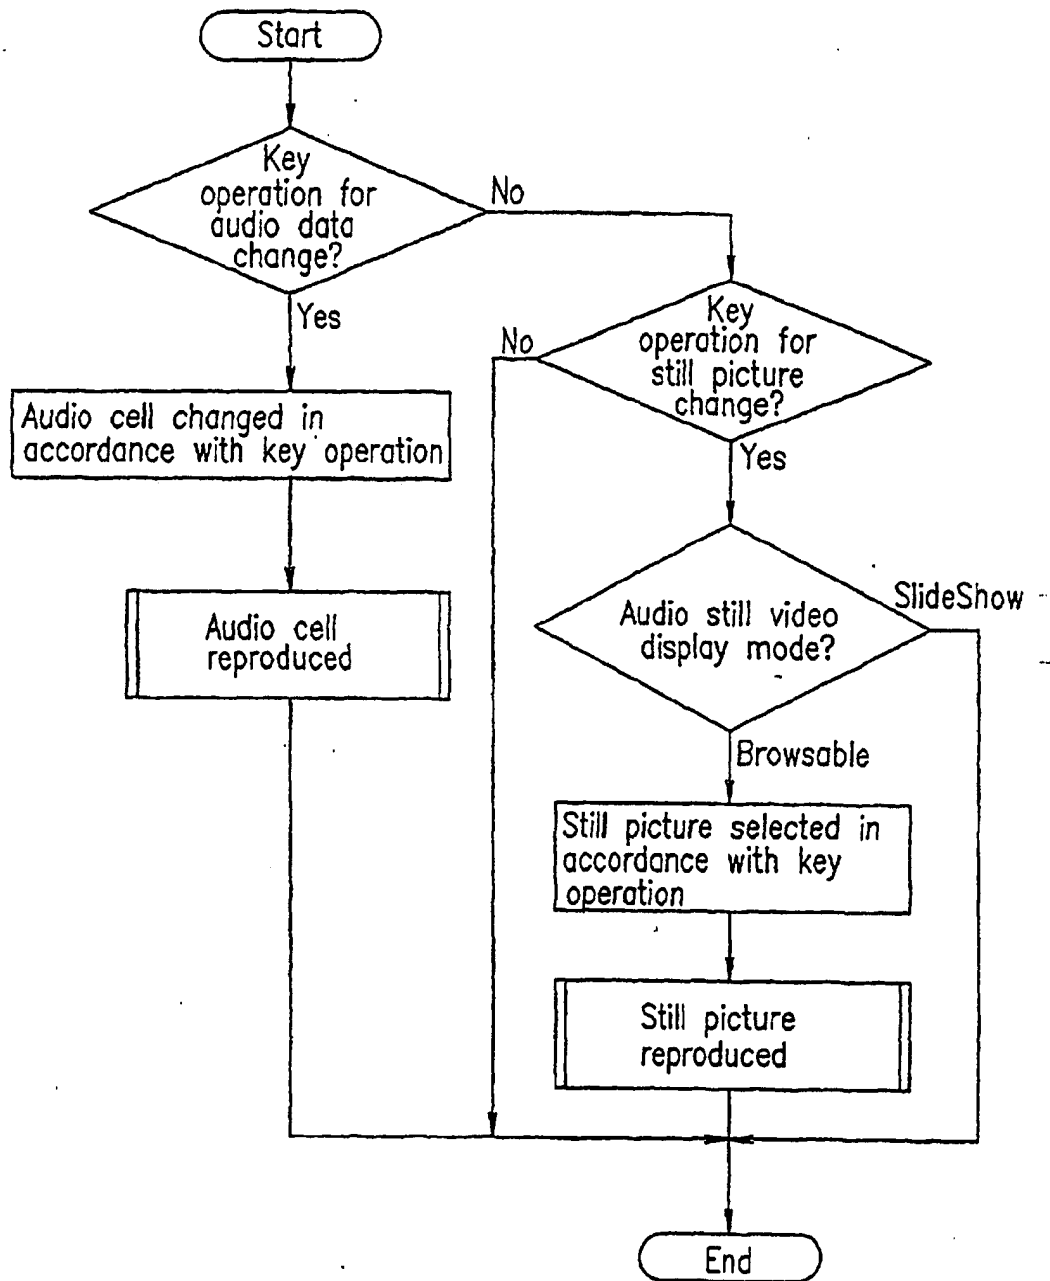 Start
Key
operation for
audio data
change?
No
Yes
Audio cell changed in
accordance with key operation
Audio cell
reproduced
Key
operation for
still picture
change?
No
Yes
Audio still video
display mode?
SlideShow
Browsable
Still picture selected in
accordance with key
operation
Still picture
reproduced
End